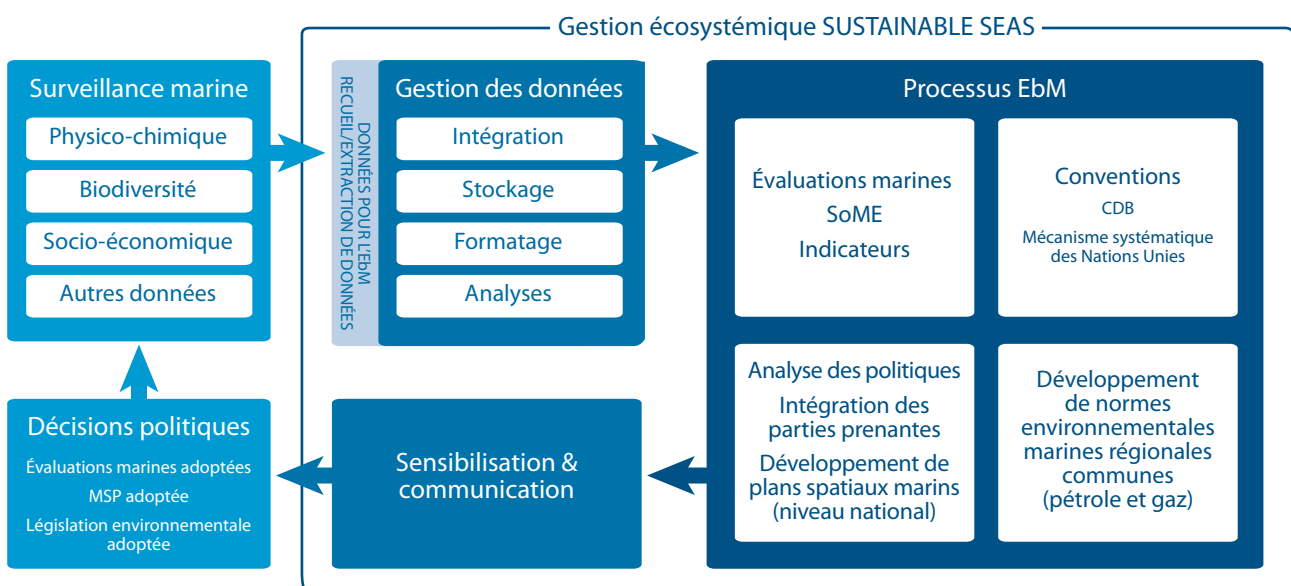 Gestion écosystémique SUSTAINABLE SEAS
Surveillance marine
Physico-chimique
Biodiversité
Socio-économique
Autres données
DONNÉES POUR L'EbM
RECUEIL/EXTRACTION DE DONNÉES
Gestion des données
Intégration
Stockage
Formatage
Analyses
Processus EbM
Évaluations marines
SoME
Indicateurs
Conventions
CDB
Mécanisme systématique
des Nations Unies
Analyse des politiques
Intégration des
parties prenantes
Développement de
plans spatiaux marins
(niveau national)
Développement
de normes
environnementales
marines régionales
communes
(pétrole et gaz)
Sensibilisation &
communication
Décisions politiques
Évaluations marines adoptées
MSP adoptée
Législation environnementale
adoptée